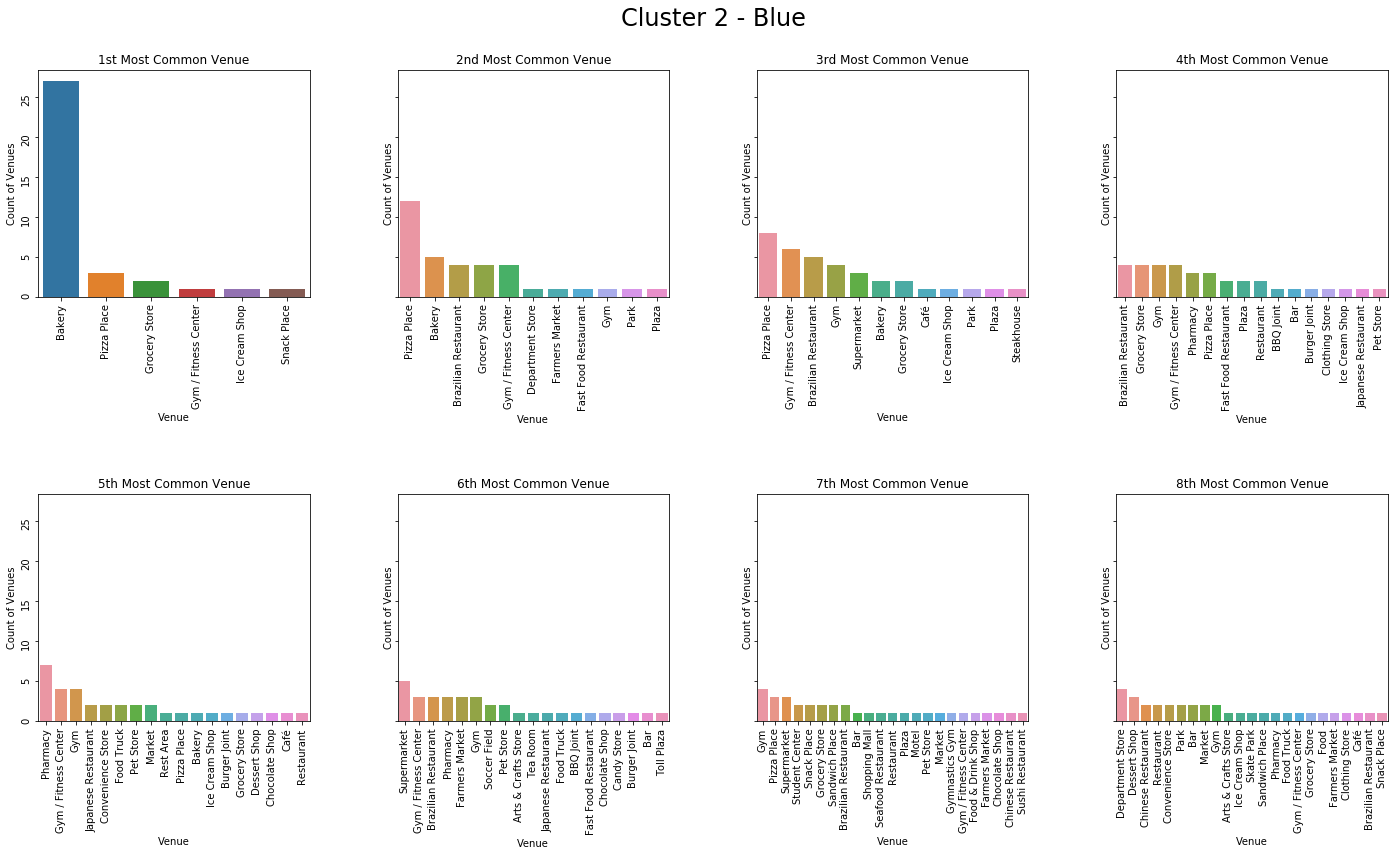 Cluster 2 - Blue
1st Most Common Venue
Count of Venues
0
5
10
15
20
25
Bakery
Pizza Place
Grocery Store
Gym / Fitness Center
Ice Cream Shop
Snack Place
Venue
2nd Most Common Venue
Count of Venues
Pizza Place
Bakery
Brazilian Restaurant
Grocery Store
Gym / Fitness Center
Department Store
Farmers Market
Fast Food Restaurant
Gym
Park
Plaza
Venue
3rd Most Common Venue
Count of Venues
Pizza Place
Gym / Fitness Center
Brazilian Restaurant
Gym
Supermarket
Bakery
Grocery Store
Café
Ice Cream Shop
Park
Plaza
Steakhouse
Venue
4th Most Common Venue
Count of Venues
Brazilian Restaurant
Grocery Store
Gym
Gym / Fitness Center
Pharmacy
Pizza Place
Fast Food Restaurant
Plaza
Restaurant
BBQ Joint
Bar
Burger Joint
Clothing Store
Ice Cream Shop
Japanese Restaurant
Pet Store
Venue
5th Most Common Venue
Count of Venues
0
5
10
15
20
25
Pharmacy
Gym / Fitness Center
Gym
Japanese Restaurant
Convenience Store
Food Truck
Pet Store
Market
Rest Area
Pizza Place
Bakery
Ice Cream Shop
Burger Joint
Grocery Store
Dessert Shop
Chocolate Shop
Café
Restaurant
Venue
6th Most Common Venue
Count of Venues
Supermarket
Gym / Fitness Center
Brazilian Restaurant
Pharmacy
Farmers Market
Gym
Soccer Field
Pet Store
Arts & Crafts Store
Tea Room
Japanese Restaurant
Food Truck
BBQ Joint
Fast Food Restaurant
Chocolate Shop
Candy Store
Burger Joint
Bar
Toll Plaza
Venue
7th Most Common Venue
Count of Venues
Gym
Pizza Place
Supermarket
Student Center
Snack Place
Grocery Store
Sandwich Place
Brazilian Restaurant
Bar
Shopping Mall
Seafood Restaurant
Restaurant
Plaza
Motel
Pet Store
Market
Gymnastics Gym
Gym / Fitness Center
Food & Drink Shop
Farmers Market
Chocolate Shop
Chinese Restaurant
Sushi Restaurant
Venue
8th Most Common Venue
Count of Venues
Department Store
Dessert Shop
Chinese Restaurant
Restaurant
Convenience Store
Park
Bar
Market
Gym
Arts & Crafts Store
Ice Cream Shop
Skate Park
Sandwich Place
Pharmacy
Food Truck
Gym / Fitness Center
Grocery Store
Food
Farmers Market
Clothing Store
Café
Brazilian Restaurant
Snack Place
Venue